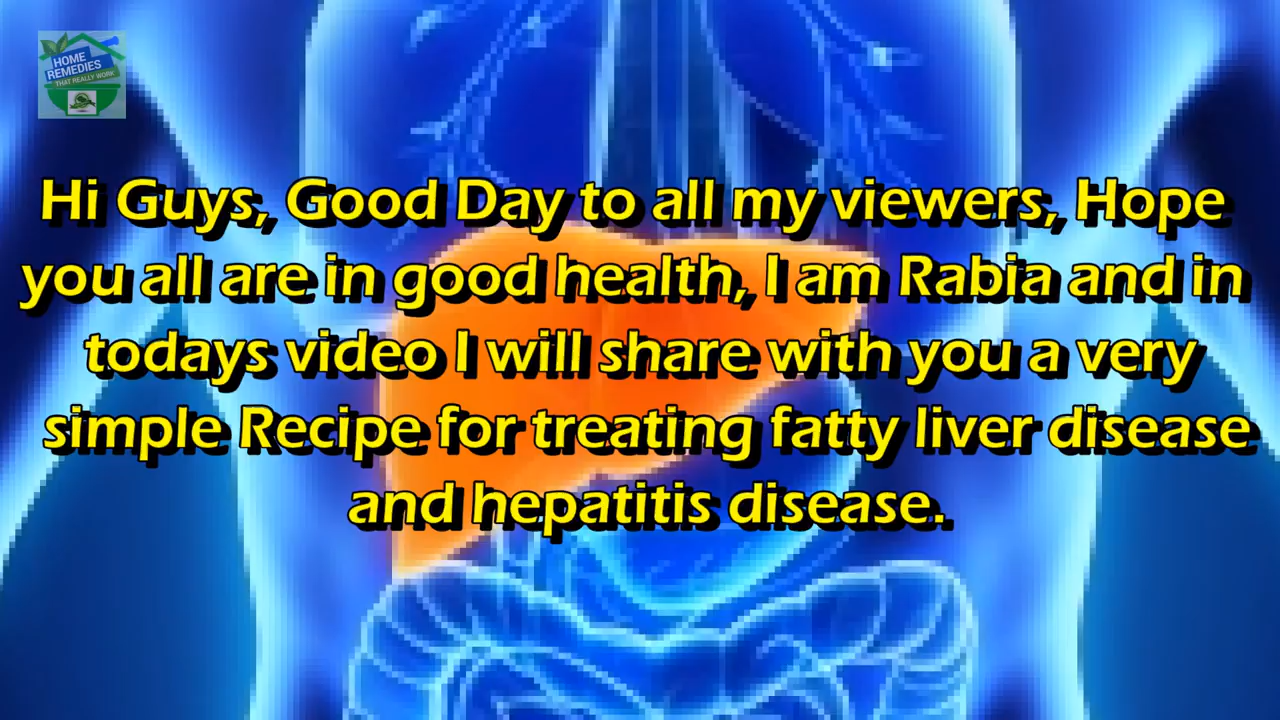 HOME
REMEDIES
THAT REALLY WORK
Hi Guys, Good Day to all my viewers, Hope
you all are in good health, I am Rabia and in
todays video I will share with you a very
simple Recipe for treating fatty liver disease
and hepatitis disease.